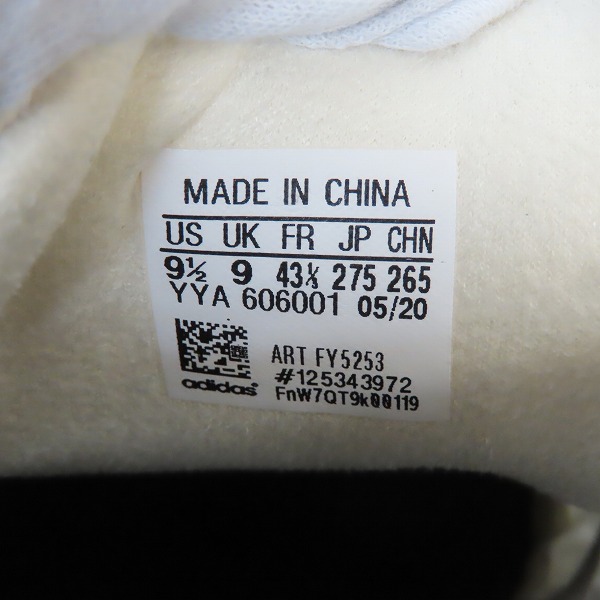 MADE IN CHINA
US UK FR JP CHN
9½ 9 43⅓ 275 265
YYA 606001 05/20
ART FY5253
#125343972
adidas
FnW7QT9k00119